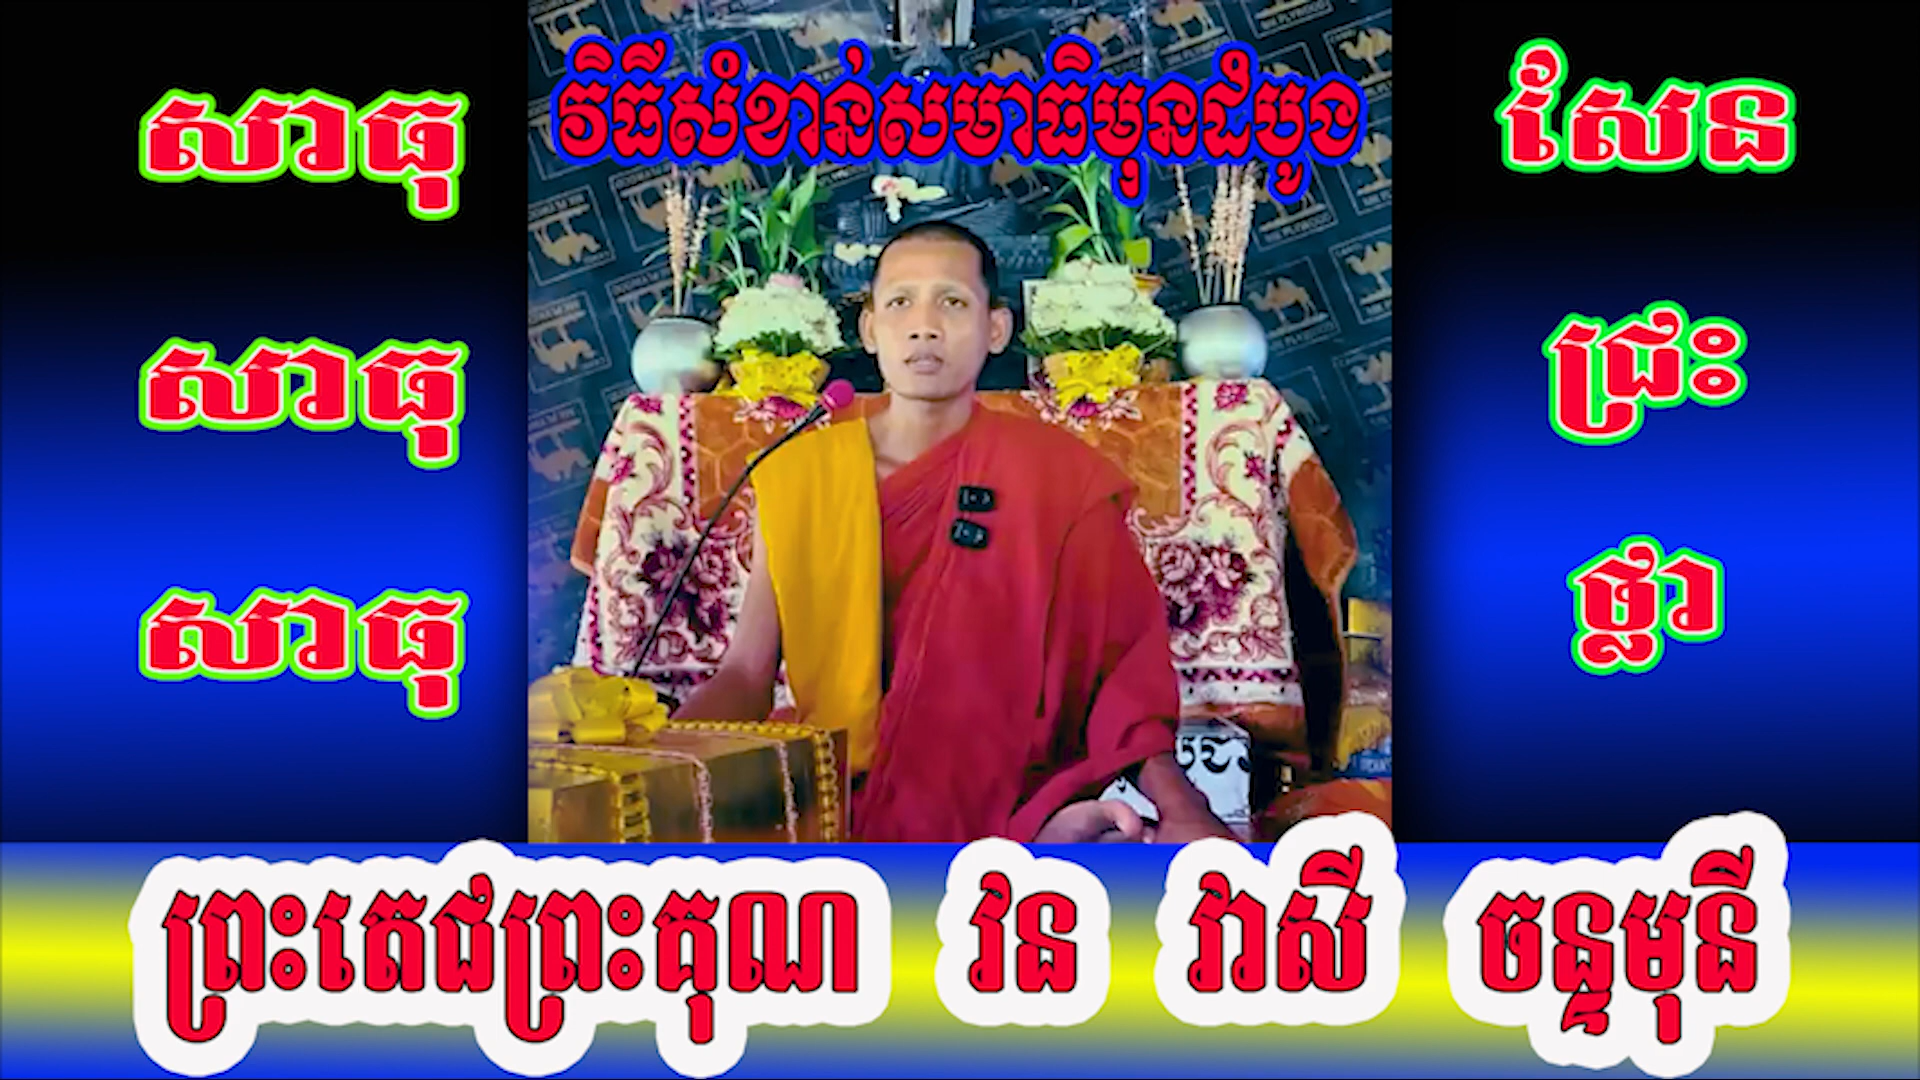 វិធីសំខាន់សមាធិមុនដំបូង
សាធុ
សាធុ
សាធុ
សែន
ជ្រះ
ថ្លា
ព្រះតេជព្រះគុណ វន វាសី ចន្ទមុនី